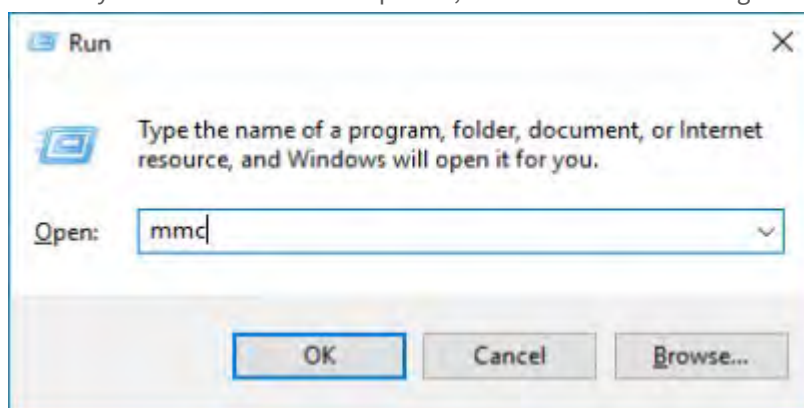 Run
Type the name of a program, folder, document, or Internet
resource, and Windows will open it for you.
Open: mmc
OK Cancel Browse...